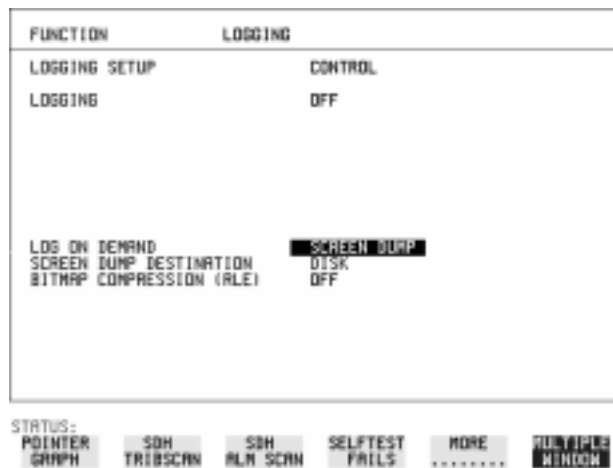 FUNCTION LOGGING
LOGGING SETUP CONTROL
LOGGING OFF
LOG ON DEMAND SCREEN DUMP
SCREEN DUMP DESTINATION DISK
BITMAP COMPRESSION (RLE) OFF
STATUS:
POINTER GRAPH SDH TRIBSCAN SDH ALM SCAN SELFTEST FAILS MORE ........ MULTIPLE WINDOW